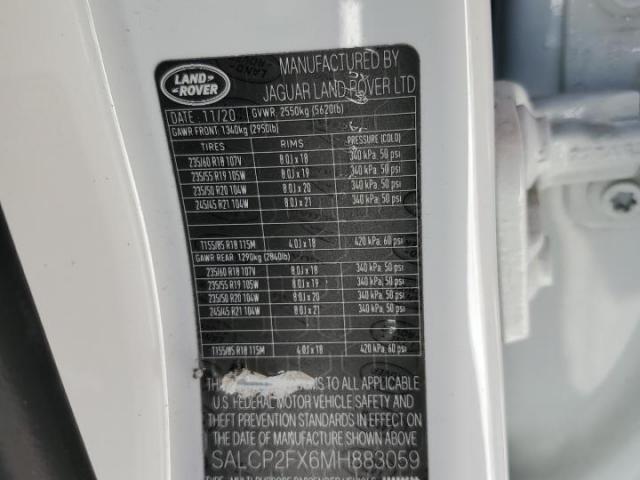 LAND ROVER
MANUFACTURED BY
JAGUAR LAND ROVER LTD
DATE: 11/20 GVWR: 2550kg (5620lb)
GAWR FRONT: 1340kg (2950lb)
TIRES RIMS PRESSURE (COLD)
235/60 R18 107V 8.0J x 18 340 kPa, 50 psi
235/55 R19 105W 8.0J x 19 340 kPa, 50 psi
235/50 R20 104W 8.0J x 20 340 kPa, 50 psi
245/45 R21 104W 8.0J x 21 340 kPa, 50 psi
T155/85 R18 115M 4.0J x 18 420 kPa, 60 psi
GAWR REAR: 1290kg (2840lb)
235/60 R18 107V 8.0J x 18 340 kPa, 50 psi
235/55 R19 105W 8.0J x 19 340 kPa, 50 psi
235/50 R20 104W 8.0J x 20 340 kPa, 50 psi
245/45 R21 104W 8.0J x 21 340 kPa, 50 psi
T155/85 R18 115M 4.0J x 18 420 kPa, 60 psi
THIS CONFORMS TO ALL APPLICABLE
U.S. FEDERAL MOTOR VEHICLE SAFETY AND
THEFT PREVENTION STANDARDS IN EFFECT ON
THE DATE OF MANUFACTURE SHOWN ABOVE.
SALCP2FX6MH883059